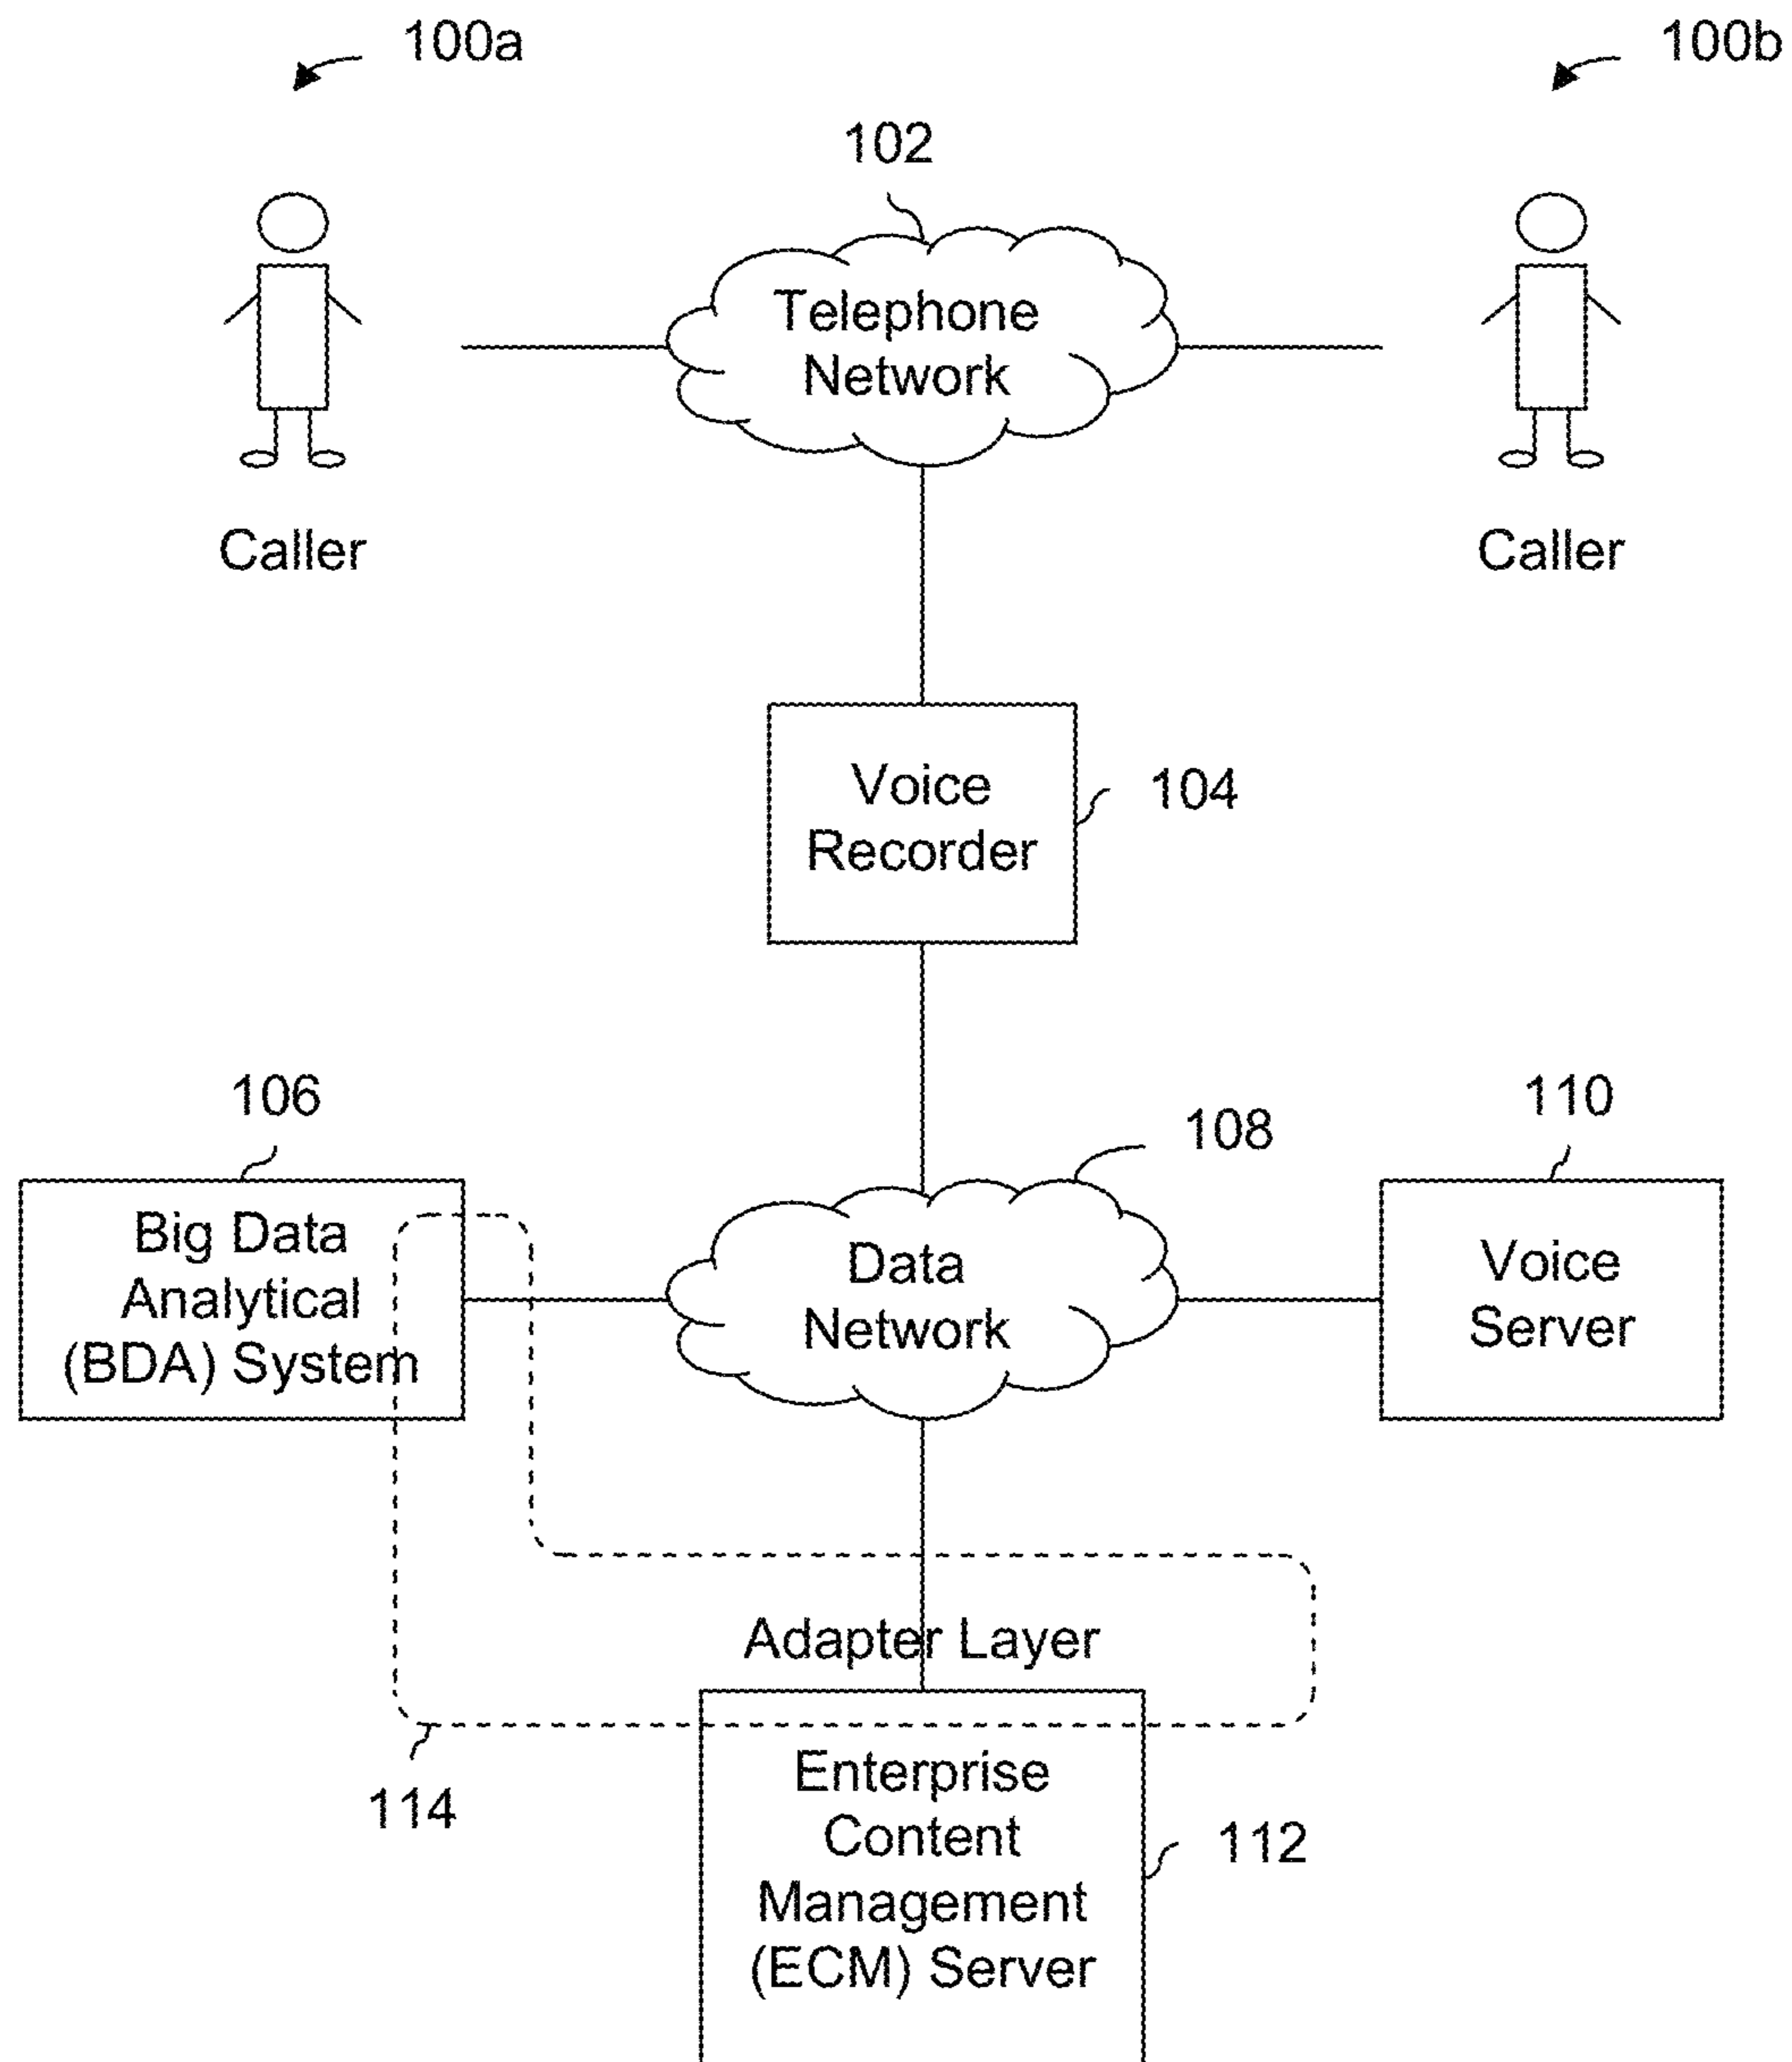 100a
100b
102
Telephone
Network
Caller
Caller
Voice
Recorder
104
106
108
110
Big Data
Analytical
(BDA) System
Data
Network
Voice
Server
Adapter Layer
114
Enterprise
Content
Management
(ECM) Server
112